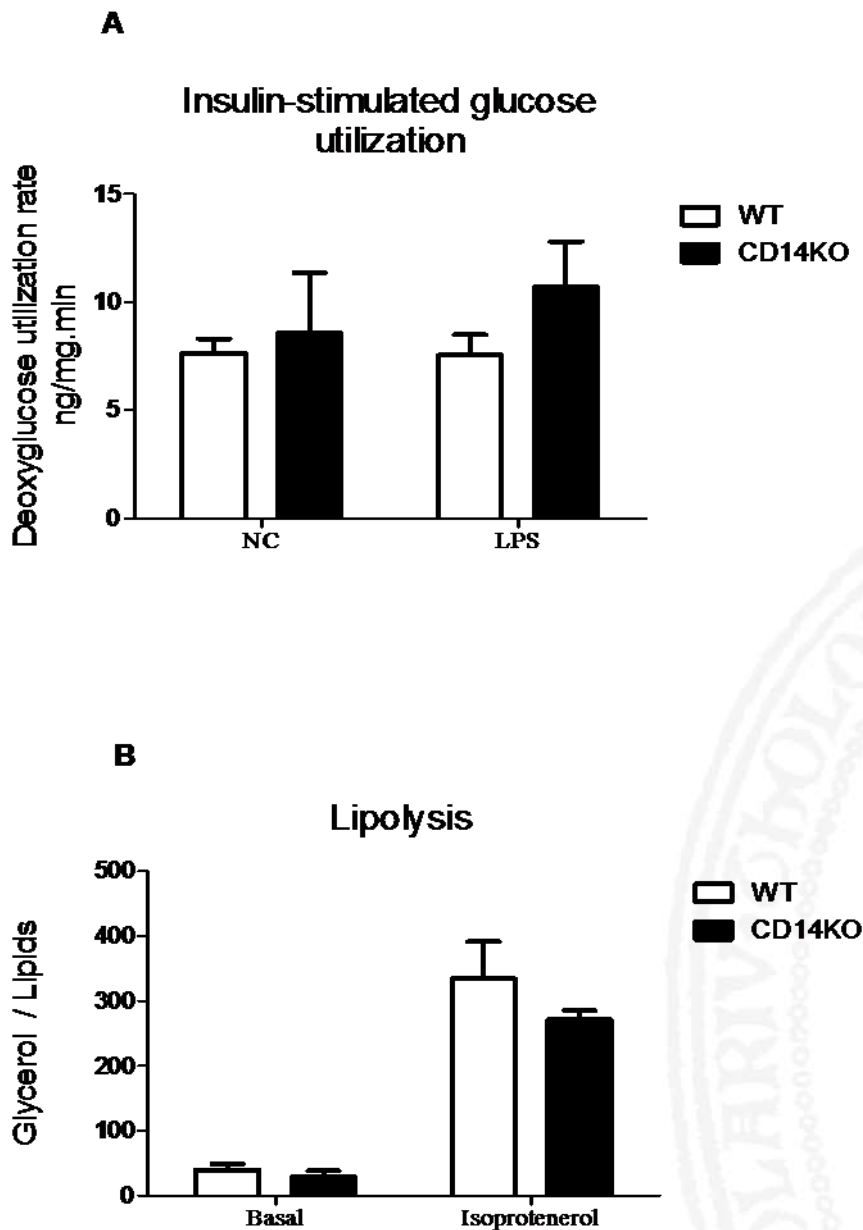 A
Insulin-stimulated glucose
utilization
Deoxyglucose utilization rate
ng/mg.min
15
10
5
0
NC
LPS
WT
CD14KO
B
Lipolysis
Glycerol / Lipids
500
400
300
200
100
0
Basal
Isoprotenerol
WT
CD14KO